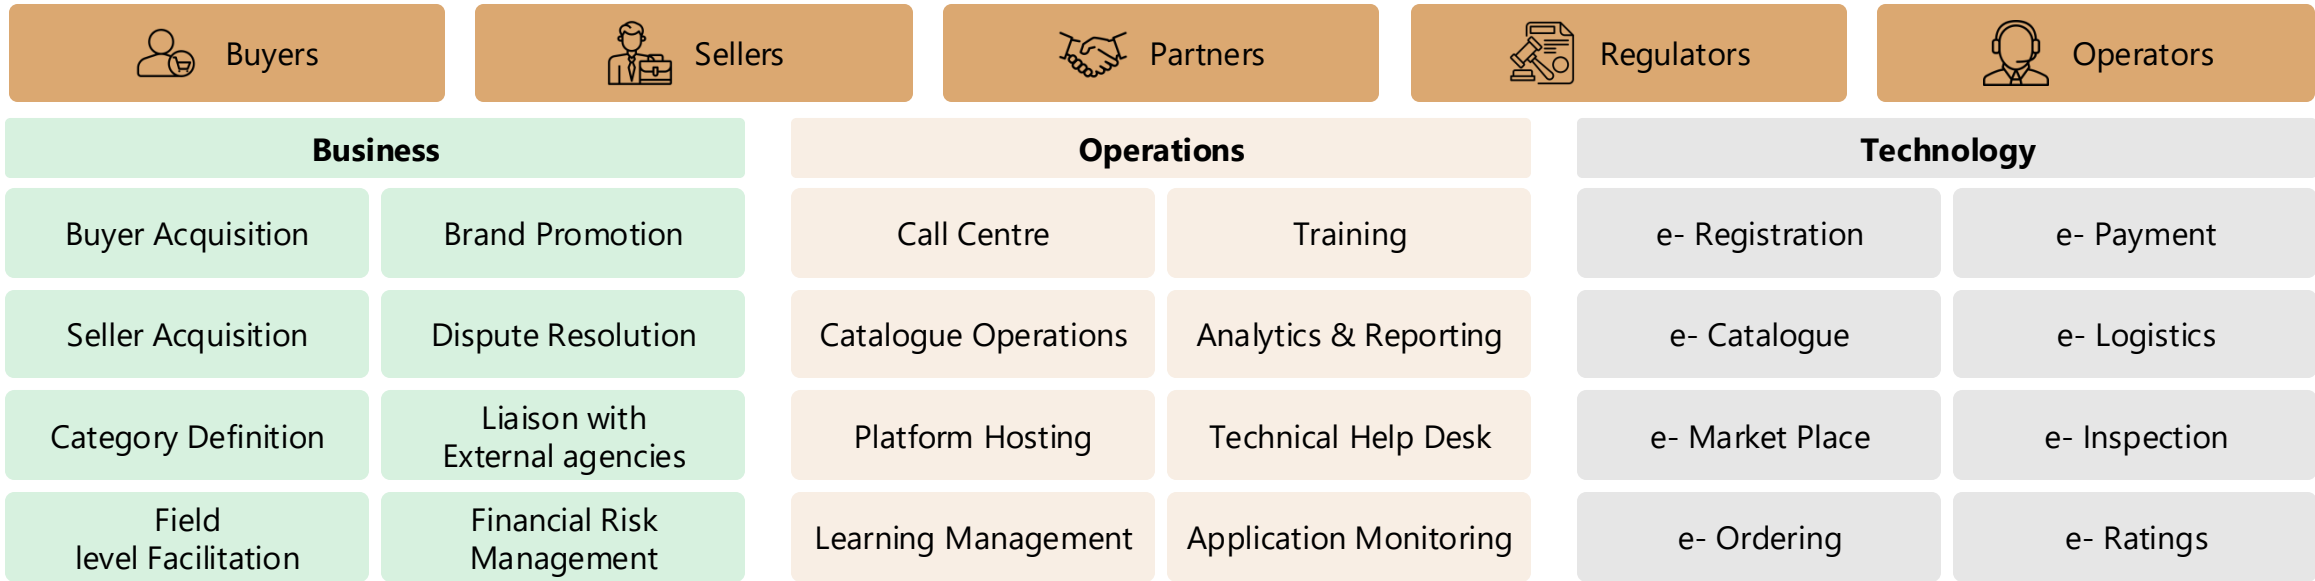 Buyers
Sellers
Partners
Regulators
Operators
Business
Buyer Acquisition
Brand Promotion
Seller Acquisition
Dispute Resolution
Category Definition
Liaison with
External agencies
Field
level Facilitation
Financial Risk
Management
Operations
Call Centre
Training
Catalogue Operations
Analytics & Reporting
Platform Hosting
Technical Help Desk
Learning Management
Application Monitoring
Technology
e- Registration
e- Payment
e- Catalogue
e- Logistics
e- Market Place
e- Inspection
e- Ordering
e- Ratings